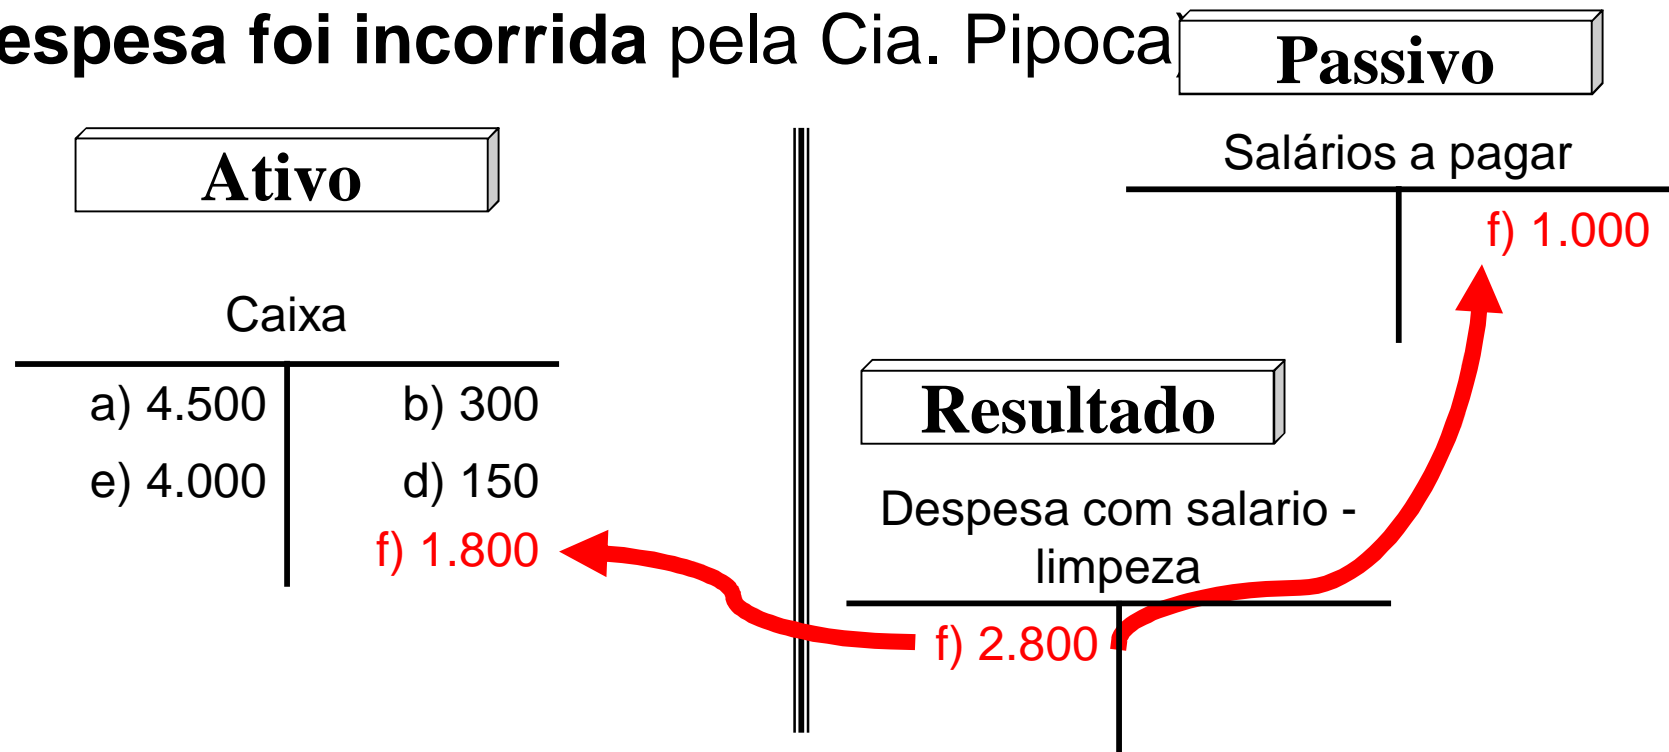 espesa foi incorrida pela Cia. Pipoca)
Passivo
Ativo
Salários a pagar
f) 1.000
Caixa
a) 4.500 b) 300
e) 4.000 d) 150
f) 1.800
Resultado
Despesa com salario -
limpeza
f) 2.800